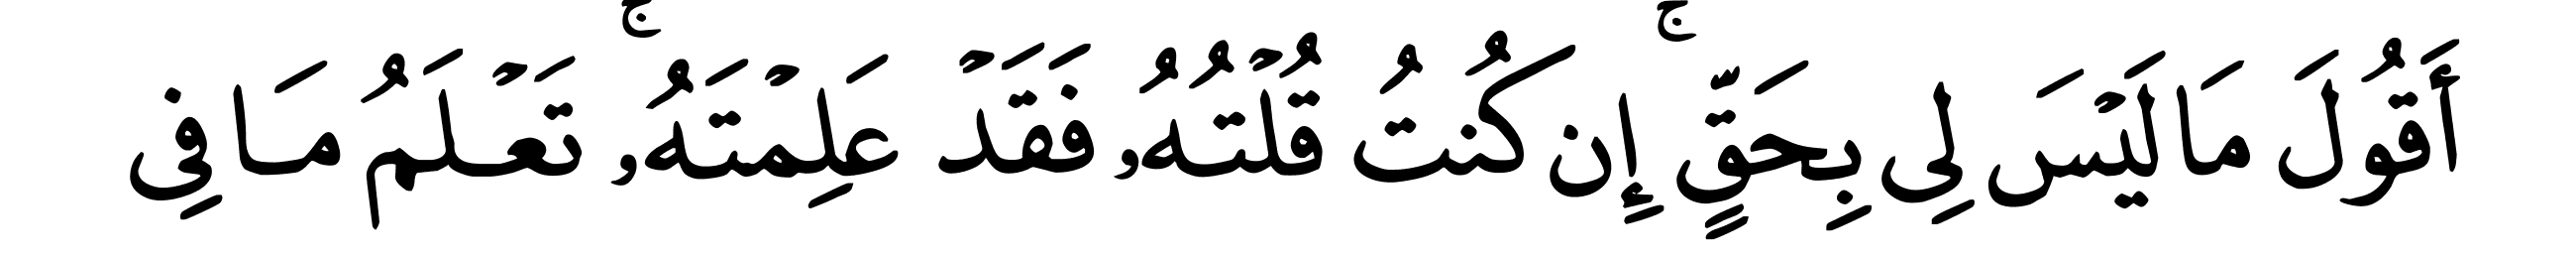 أَقُولَ مَا لَيْسَ لِى بِحَقٍّ ۚ إِن كُنتُ قُلْتُهُۥ فَقَدْ عَلِمْتَهُۥ ۚ تَعْلَمُ مَا فِى